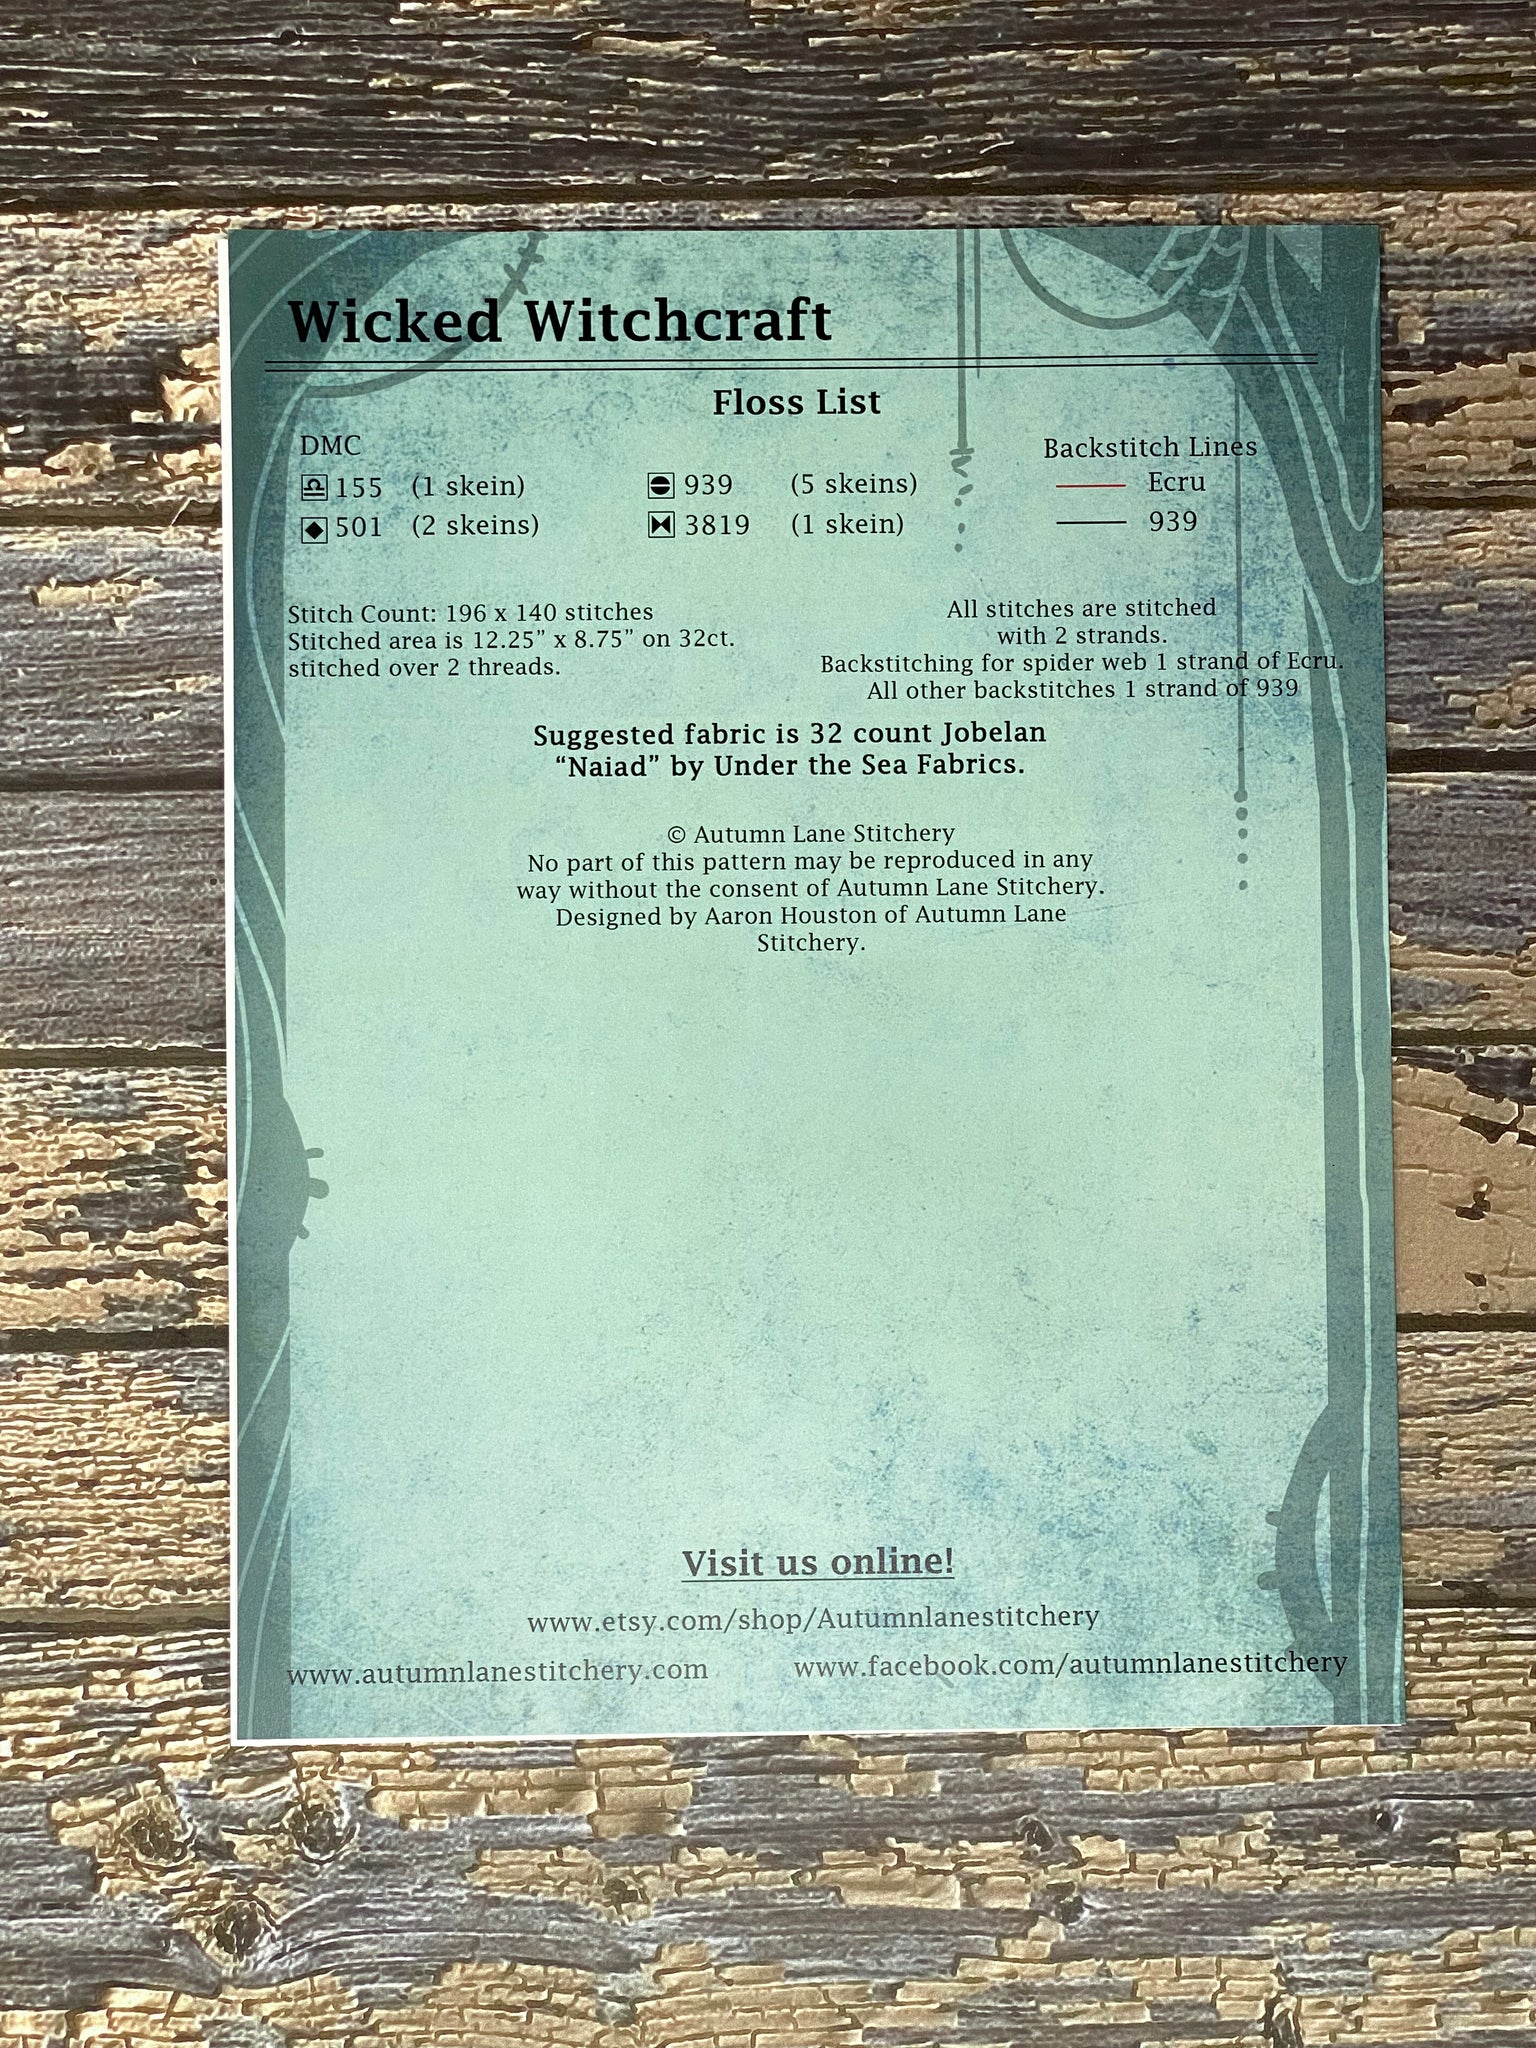 Wicked Witchcraft
Floss List
DMC
155 (1 skein)
501 (2 skeins)
939 (5 skeins)
3819 (1 skein)
Backstitch Lines
Ecru
939
Stitch Count: 196 x 140 stitches
Stitched area is 12.25” x 8.75” on 32ct.
stitched over 2 threads.
All stitches are stitched
with 2 strands.
Backstitching for spider web 1 strand of Ecru.
All other backstitches 1 strand of 939
Suggested fabric is 32 count Jobelan
“Naiad” by Under the Sea Fabrics.
© Autumn Lane Stitchery
No part of this pattern may be reproduced in any
way without the consent of Autumn Lane Stitchery.
Designed by Aaron Houston of Autumn Lane
Stitchery.
Visit us online!
www.etsy.com/shop/Autumnlanestitchery
www.autumnlanestitchery.com
www.facebook.com/autumnlanestitchery